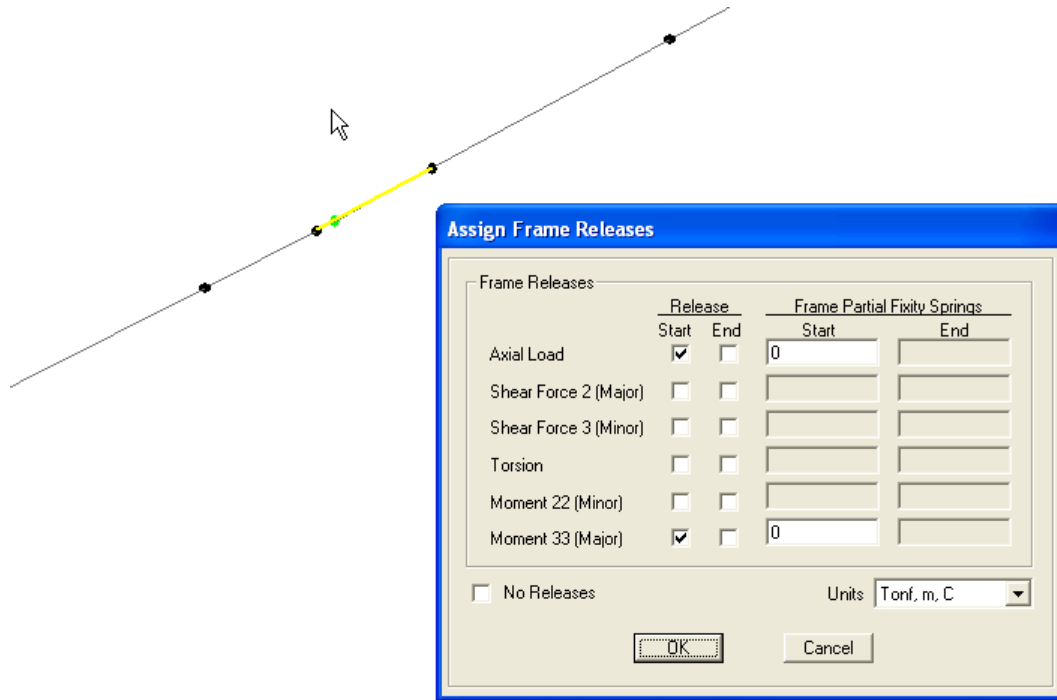 Assign Frame Releases
Frame Releases
Release Frame Partial Fixity Springs
Start End Start End
Axial Load 0
Shear Force 2 (Major)
Shear Force 3 (Minor)
Torsion
Moment 22 (Minor)
Moment 33 (Major) 0
No Releases Units Tonf, m, C
OK Cancel